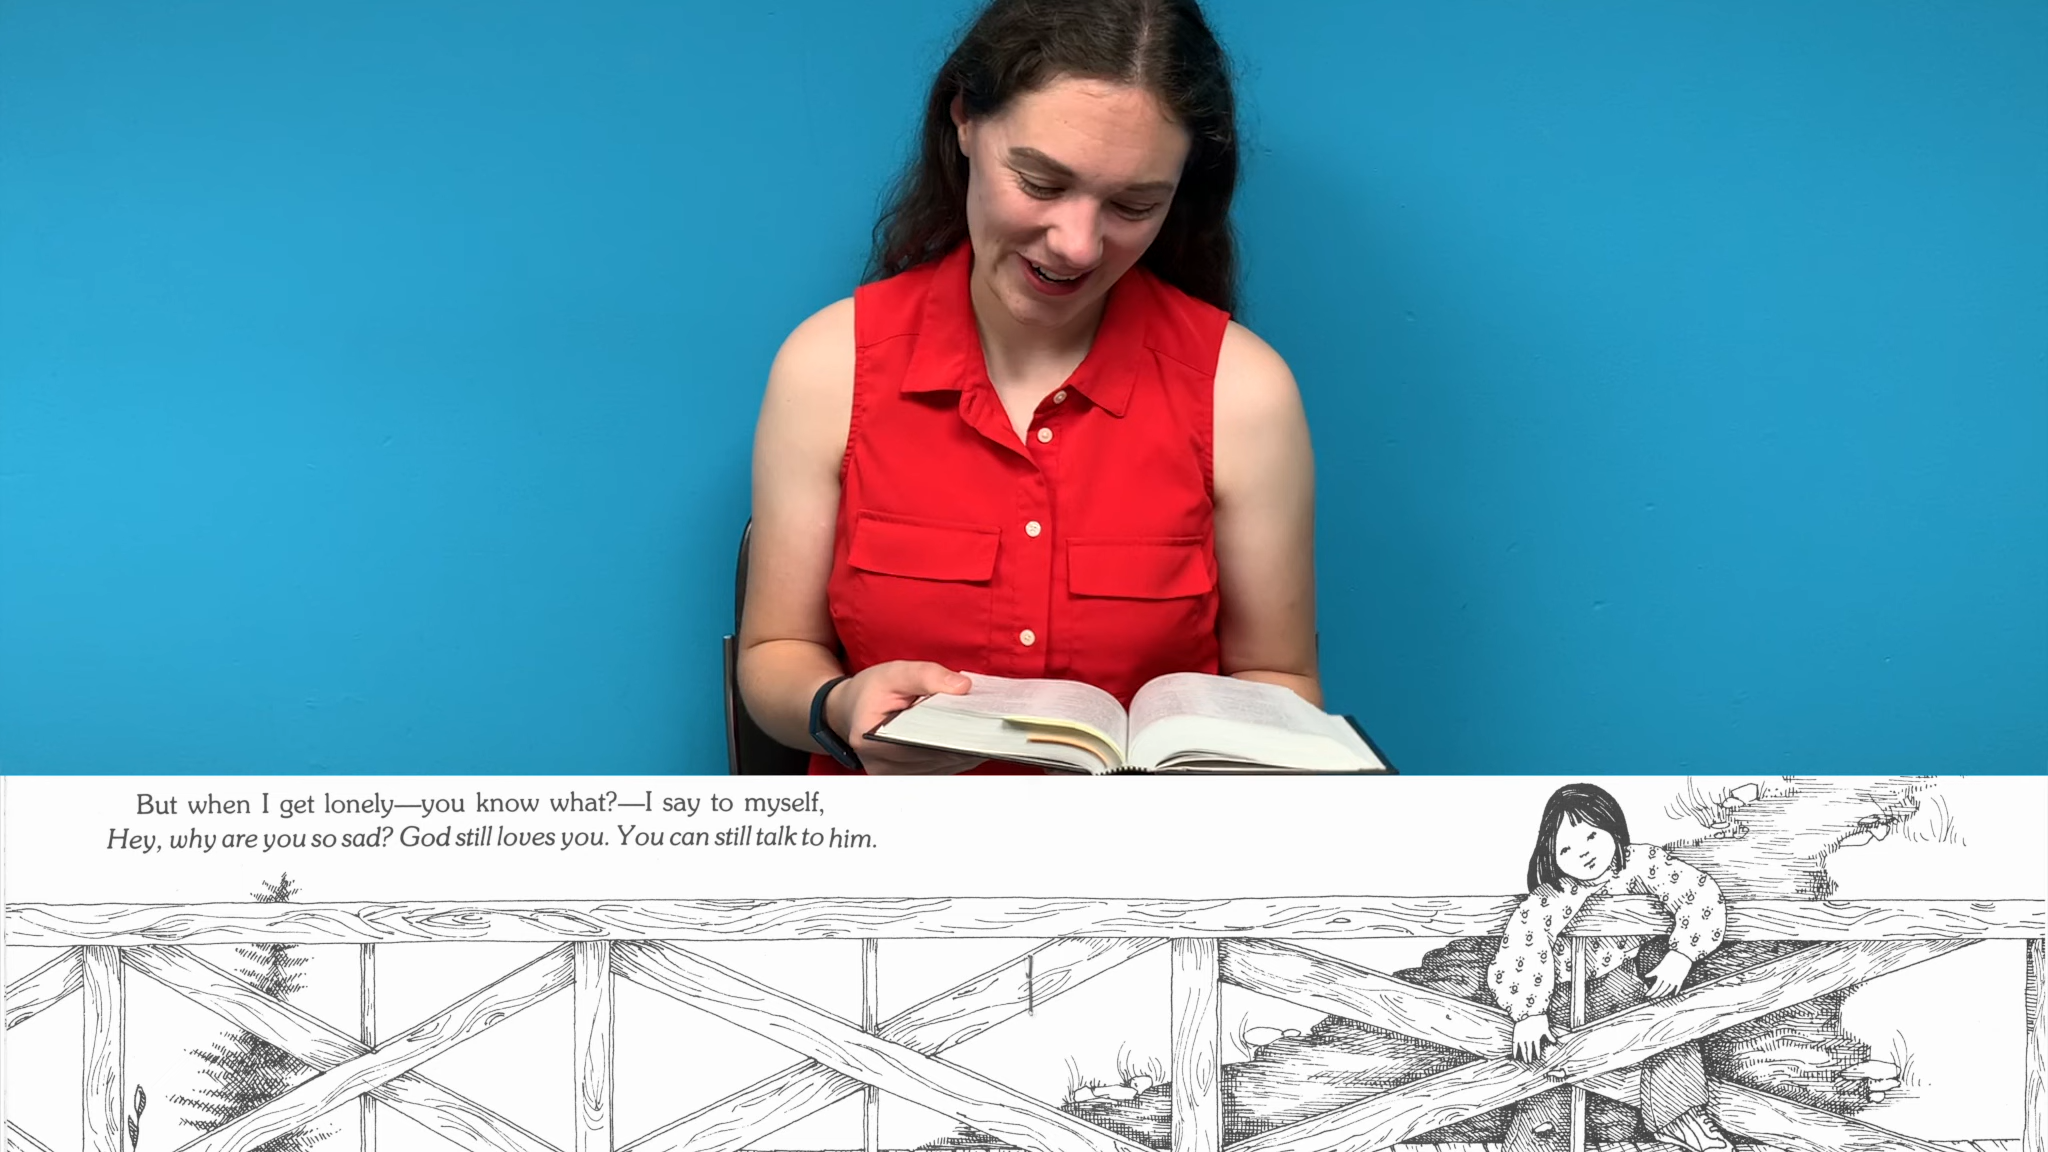 But when I get lonely—you know what?—I say to myself,
Hey, why are you so sad? God still loves you. You can still talk to him.